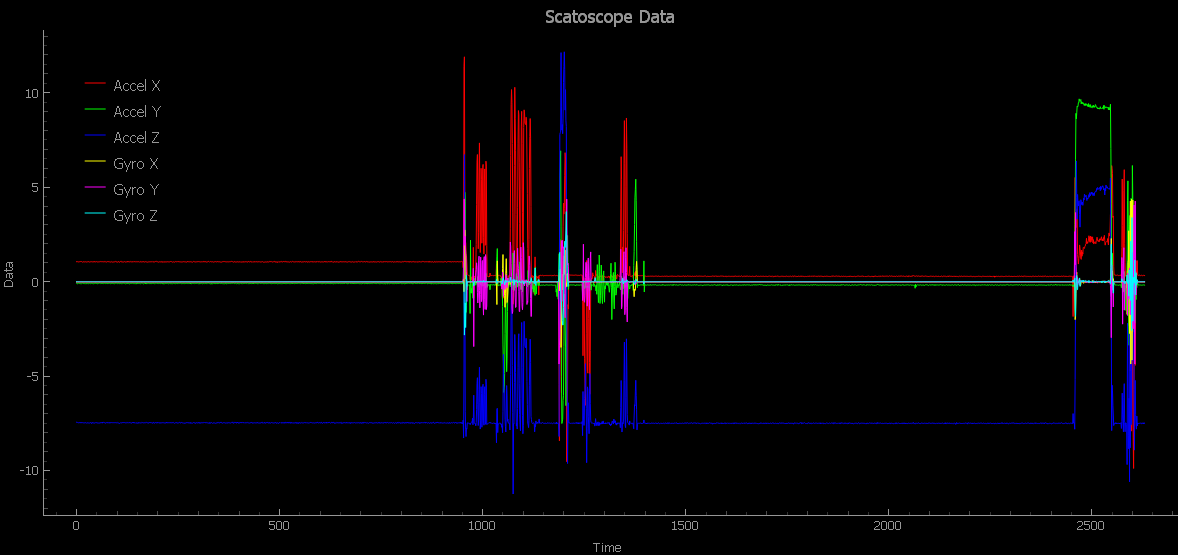 Scatoscope Data
Accel X
Accel Y
Accel Z
Gyro X
Gyro Y
Gyro Z
10
5
0
-5
-10
Data
0
500
1000
1500
2000
2500
Time